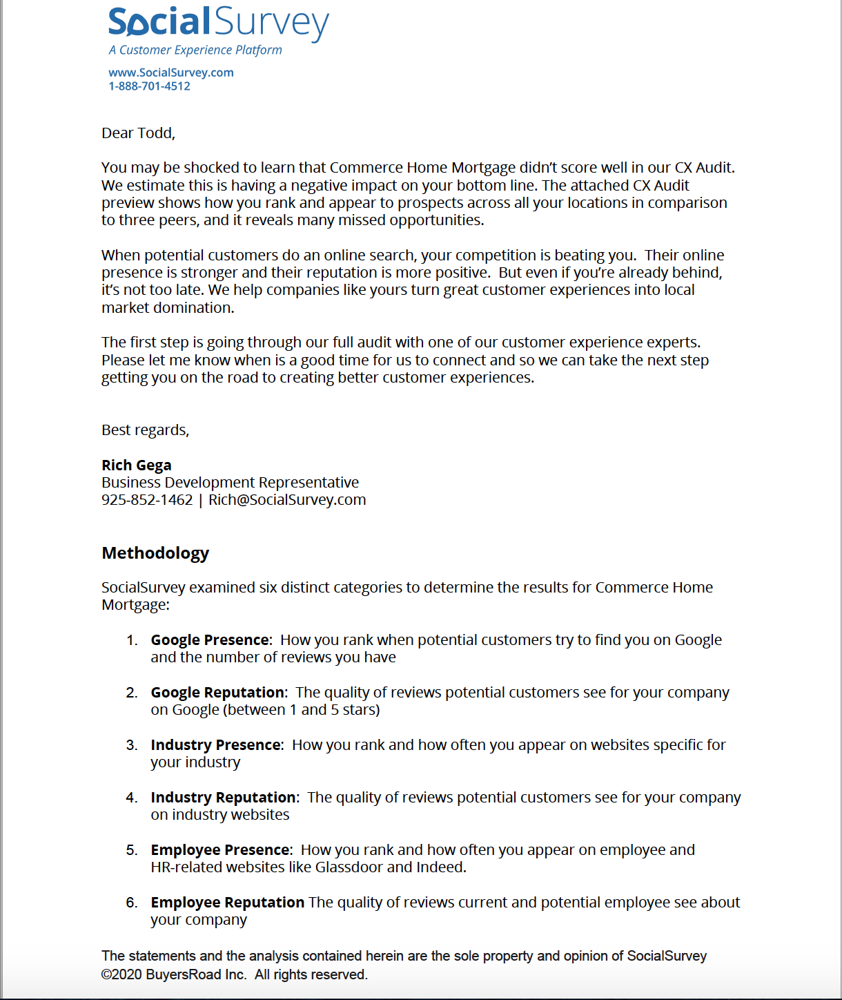 SocialSurvey
A Customer Experience Platform
www.SocialSurvey.com
1-888-701-4512
Dear Todd,
You may be shocked to learn that Commerce Home Mortgage didn’t score well in our CX Audit.
We estimate this is having a negative impact on your bottom line. The attached CX Audit
preview shows how you rank and appear to prospects across all your locations in comparison
to three peers, and it reveals many missed opportunities.
When potential customers do an online search, your competition is beating you.  Their online
presence is stronger and their reputation is more positive.  But even if you’re already behind,
it’s not too late. We help companies like yours turn great customer experiences into local
market domination.
The first step is going through our full audit with one of our customer experience experts.
Please let me know when is a good time for us to connect and so we can take the next step
getting you on the road to creating better customer experiences.
Best regards,
Rich Gega
Business Development Representative
925-852-1462 | Rich@SocialSurvey.com
Methodology
SocialSurvey examined six distinct categories to determine the results for Commerce Home
Mortgage:
1. Google Presence:  How you rank when potential customers try to find you on Google
and the number of reviews you have
2. Google Reputation:  The quality of reviews potential customers see for your company
on Google (between 1 and 5 stars)
3. Industry Presence:  How you rank and how often you appear on websites specific for
your industry
4. Industry Reputation:  The quality of reviews potential customers see for your company
on industry websites
5. Employee Presence:  How you rank and how often you appear on employee and
HR-related websites like Glassdoor and Indeed.
6. Employee Reputation The quality of reviews current and potential employee see about
your company
The statements and the analysis contained herein are the sole property and opinion of SocialSurvey
©2020 BuyersRoad Inc.  All rights reserved.